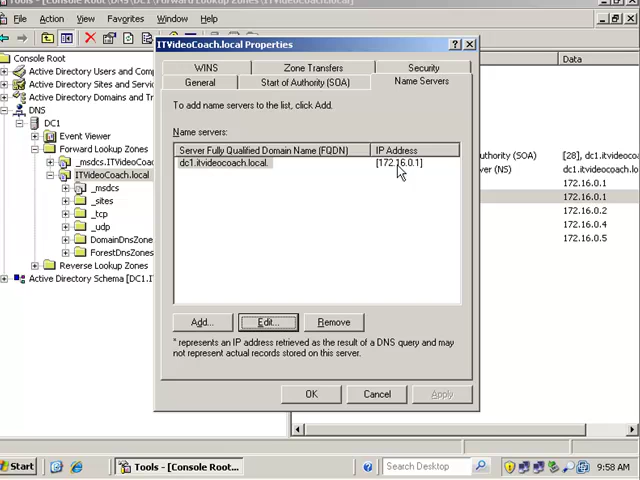 Tools - [Console Root\DNS\DC1\Forward Lookup Zones\ITVideoCoach.local]
File Action View Favorites Window Help
Console Root
Active Directory Users and Comp
Active Directory Sites and Service
Active Directory Domains and Tr
DNS
DC1
Event Viewer
Forward Lookup Zones
_msdcs.ITVideoCoac
ITVideoCoach.local
_msdcs
_sites
_tcp
_udp
DomainDnsZones
ForestDnsZones
Reverse Lookup Zones
Active Directory Schema [DC1.IT
ITVideoCoach.local Properties
WINS Zone Transfers Security
General Start of Authority (SOA) Name Servers
To add name servers to the list, click Add.
Name servers:
Server Fully Qualified Domain Name (FQDN) IP Address
dc1.itvideocoach.local. [172.16.0.1]
Add... Edit... Remove
* represents an IP address retrieved as the result of a DNS query and may
not represent actual records stored on this server.
OK Cancel Apply
Data
uthority (SOA) [28], dc1.itvideocoach.
erver (NS) dc1.itvideocoach.lo
172.16.0.1
172.16.0.1
172.16.0.2
172.16.0.4
172.16.0.5
Start Tools - [Console Root... Search Desktop 9:58 AM